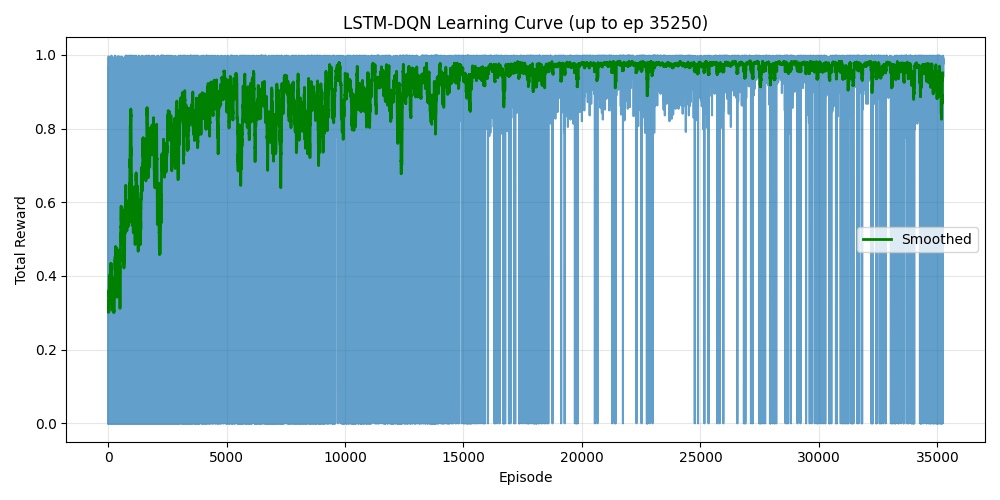 LSTM-DQN Learning Curve (up to ep 35250)
Total Reward
1.0
0.8
0.6
0.4
0.2
0.0
Smoothed
0 5000 10000 15000 20000 25000 30000 35000
Episode